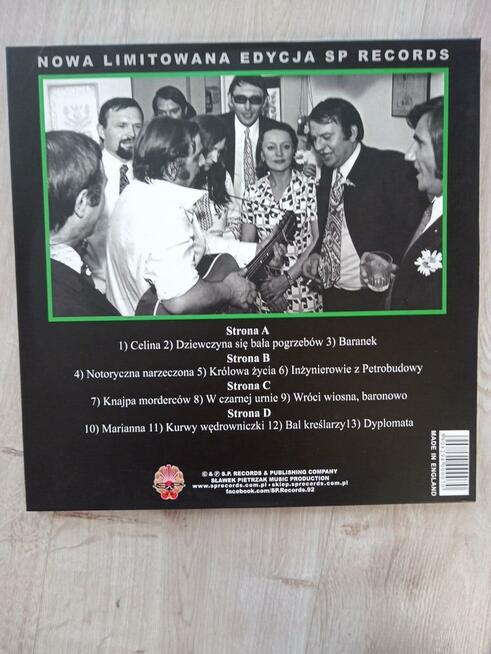 NOWA LIMITOWANA EDYCJA SP RECORDS
Strona A
1) Celina 2) Dziewczyna się bała pogrzebów 3) Baranek
Strona B
4) Notoryczna narzeczona 5) Królowa życia 6) Inżynierowie z Petrobudowy
Strona C
7) Knajpa morderców 8) W czarnej urnie 9) Wróci wiosna, baronowo
Strona D
10) Marianna 11) Kurwy wędrowniczki 12) Bal kreślarzy13) Dyplomata
© & ℗ S.P. RECORDS & PUBLISHING COMPANY
SŁAWEK PIETRZAK MUSIC PRODUCTION
www.sprecords.com.pl • sklep.sprecords.com.pl
facebook.com/SP.Records.92
MADE IN ENGLAND